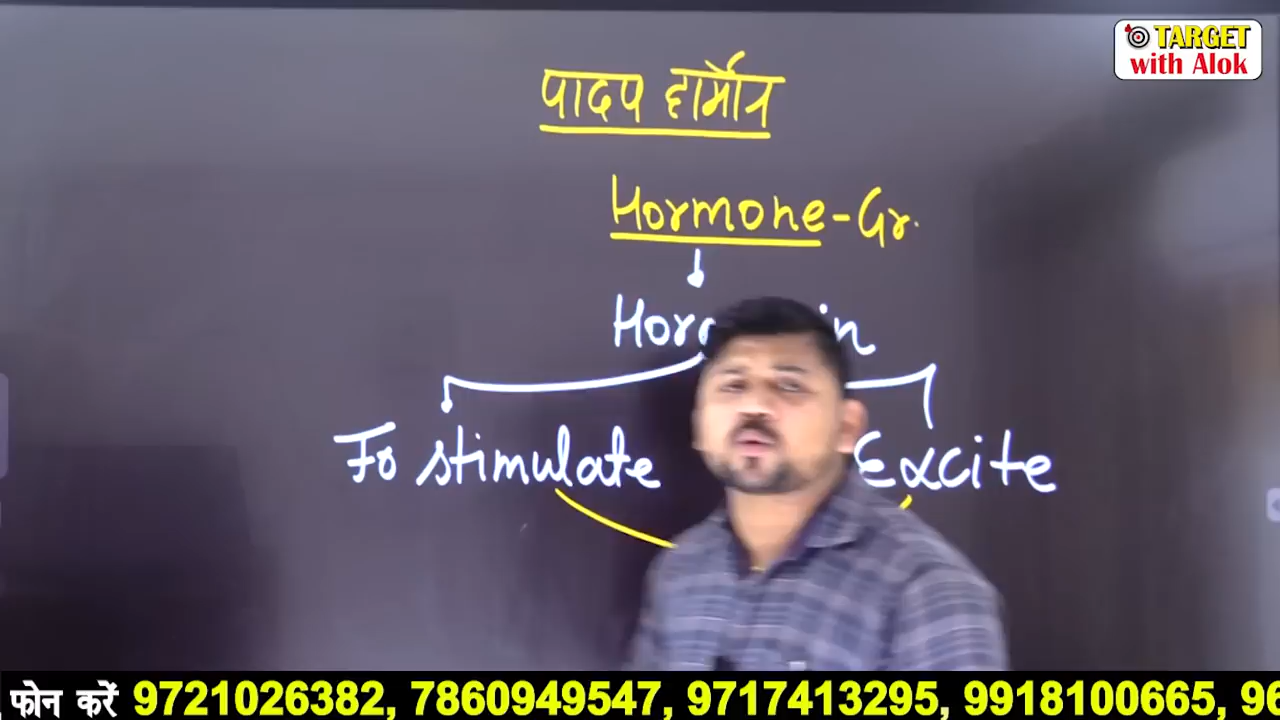 TARGET
with Alok
पादप हार्मोन
Hormone-Gr.
To stimulate Excite
फोन करें 9721026382, 7860949547, 9717413295, 9918100665,